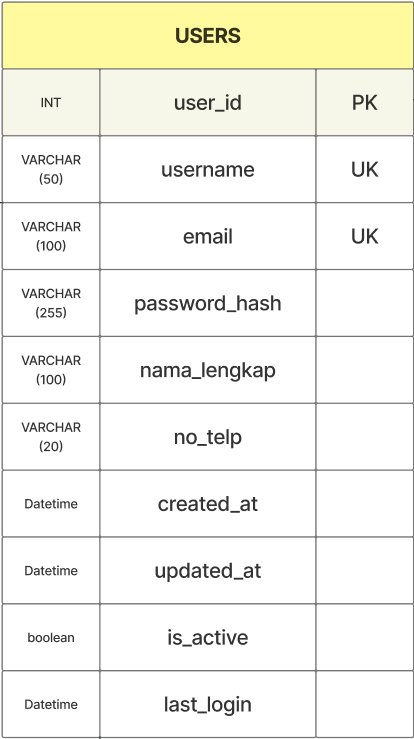 USERS
INT user_id PK
VARCHAR
(50) username UK
VARCHAR
(100) email UK
VARCHAR
(255) password_hash
VARCHAR
(100) nama_lengkap
VARCHAR
(20) no_telp
Datetime created_at
Datetime updated_at
boolean is_active
Datetime last_login